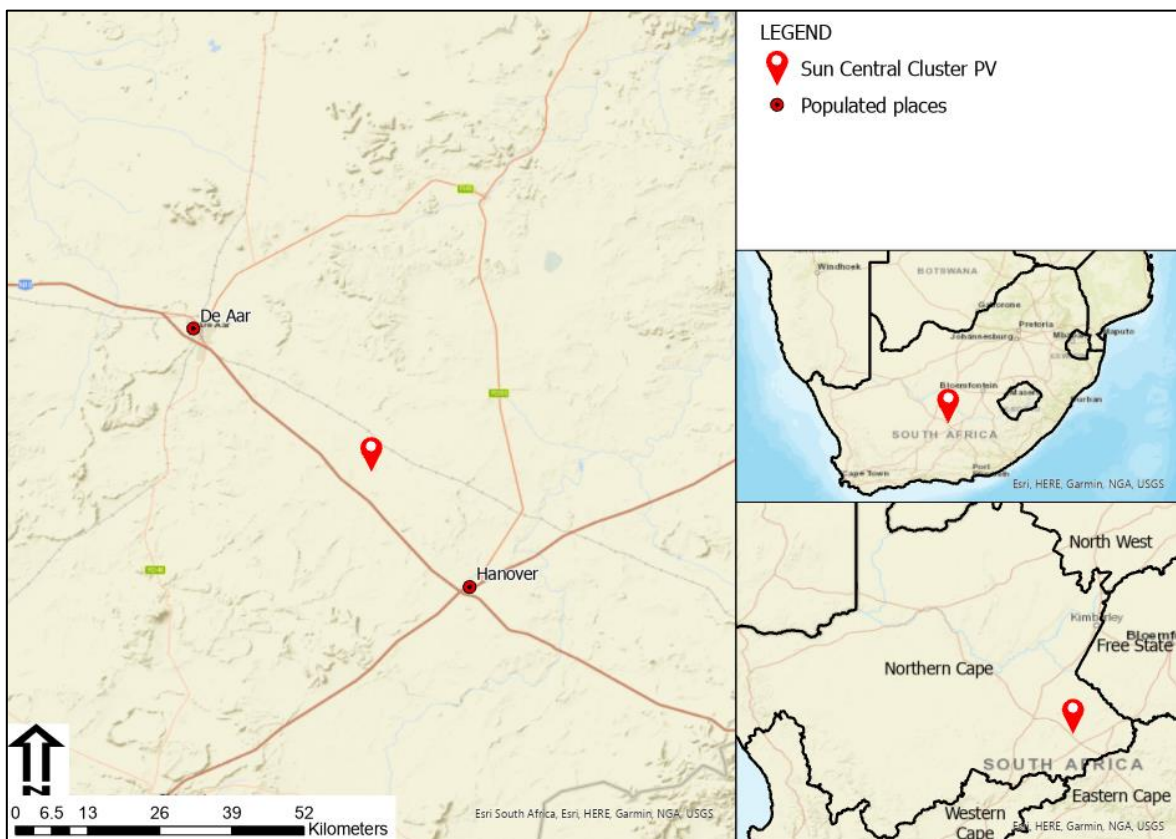 De Aar
Hanover
N
0 6.5 13 26 39 52
Kilometers
Esri South Africa, Esri, HERE, Garmin, NGA, USGS
LEGEND
Sun Central Cluster PV
Populated places
Windhoek
BOTSWANA
Gaborone
Pretoria
Johannesburg
Maputo
Bloemfontein
Durban
SOUTH AFRICA
Cape Town
Port
Esri, HERE, Garmin, NGA, USGS
North West
Kimberley
Free State
Northern Cape
SOUTH AFRICA
Eastern Cape
Western
Cape
Esri, HERE, Garmin, NGA, USGS